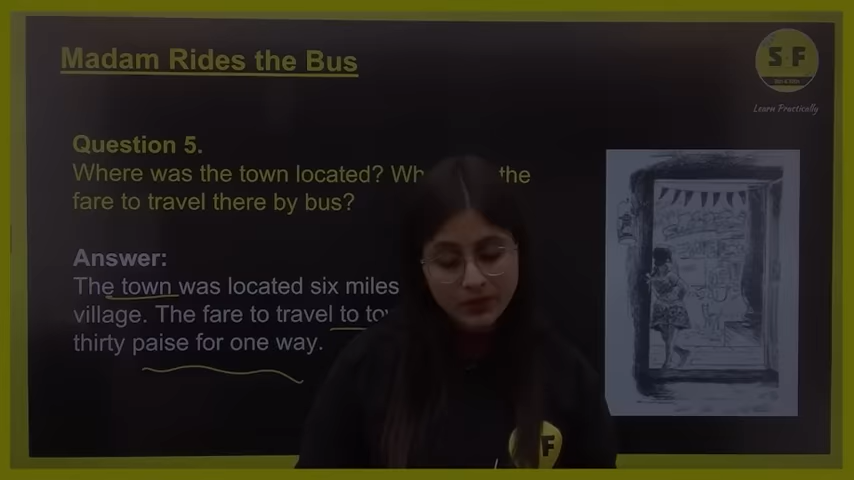 Madam Rides the Bus
S F
Learn Practically
Question 5.
Where was the town located? Wh the
fare to travel there by bus?
Answer:
The town was located six miles
village. The fare to travel to to
thirty paise for one way.
F